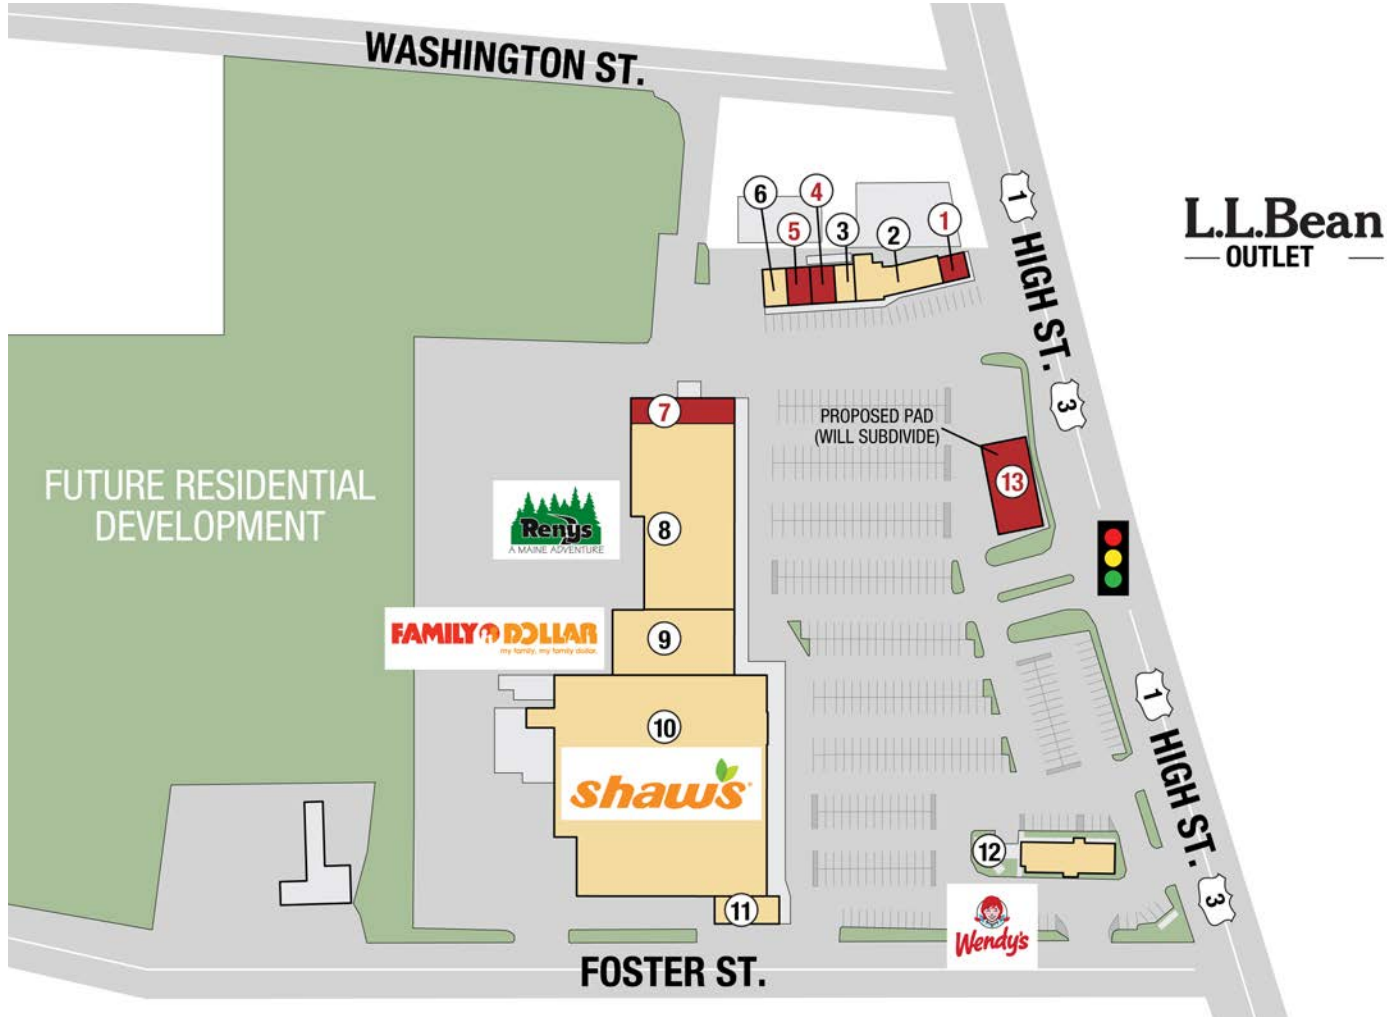 WASHINGTON ST.
6
4
5
3
2
1
1
HIGH ST.
3
L.L.Bean
OUTLET
7
PROPOSED PAD
(WILL SUBDIVIDE)
13
FUTURE RESIDENTIAL
DEVELOPMENT
Renys
A MAINE ADVENTURE
8
FAMILY DOLLAR
my family, my family dollar.
9
10
shaw's
1
HIGH ST.
3
12
11
Wendy's
FOSTER ST.